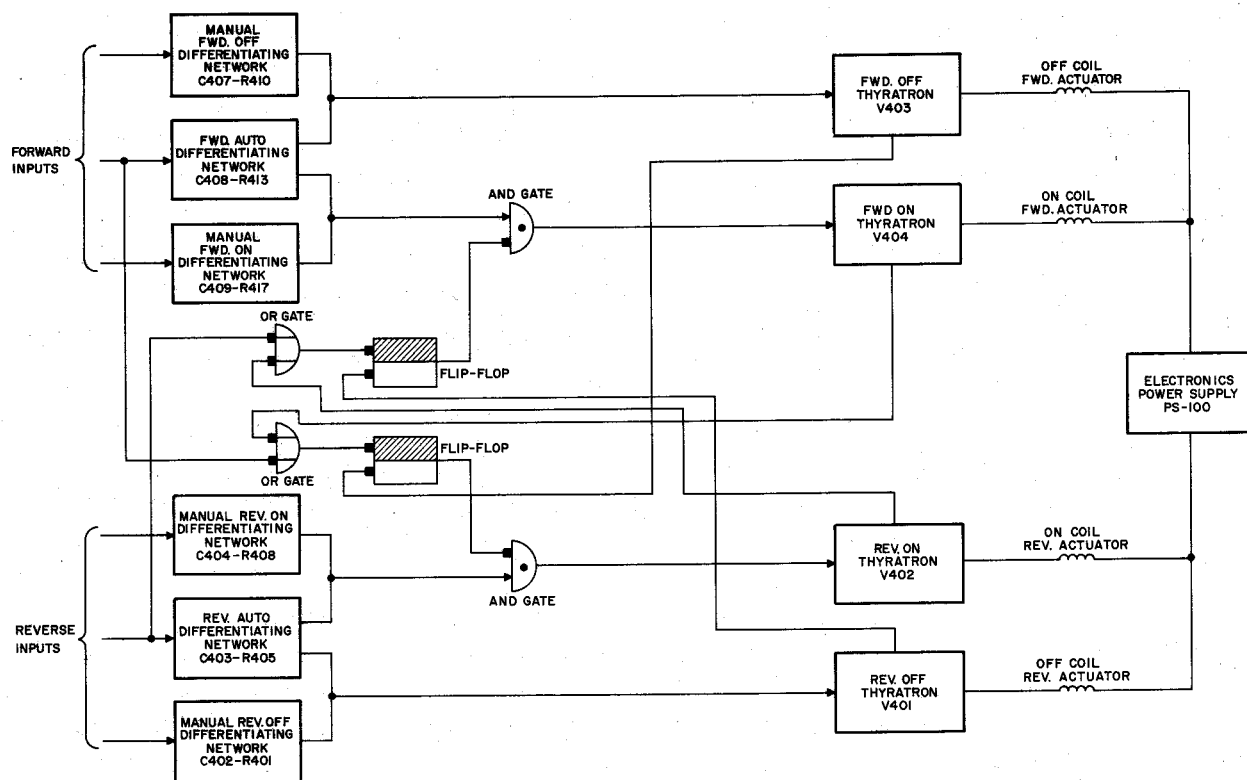 MANUAL
FWD. OFF
DIFFERENTIATING
NETWORK
C407-R410
FWD. OFF
THYRATRON
V403
OFF COIL
FWD. ACTUATOR
FORWARD
INPUTS
FWD. AUTO
DIFFERENTIATING
NETWORK
C408-R413
AND GATE
FWD ON
THYRATRON
V404
ON COIL
FWD. ACTUATOR
MANUAL
FWD. ON
DIFFERENTIATING
NETWORK
C409-R417
OR GATE
FLIP-FLOP
ELECTRONICS
POWER SUPPLY
PS-100
FLIP-FLOP
OR GATE
MANUAL REV. ON
DIFFERENTIATING
NETWORK
C404-R408
AND GATE
REV. ON
THYRATRON
V402
ON COIL
REV. ACTUATOR
REVERSE
INPUTS
REV. AUTO
DIFFERENTIATING
NETWORK
C403-R405
REV. OFF
THYRATRON
V401
OFF COIL
REV. ACTUATOR
MANUAL REV. OFF
DIFFERENTIATING
NETWORK
C402-R401